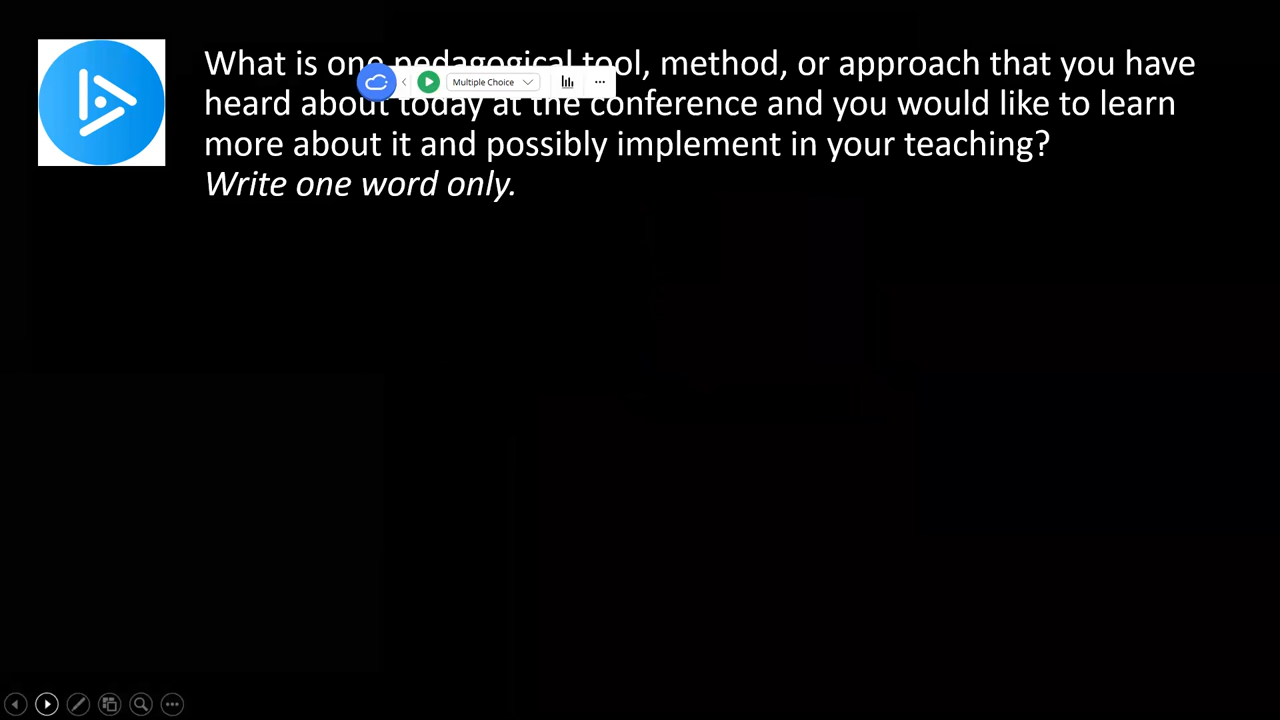 What is one pedagogical tool, method, or approach that you have
Multiple Choice
heard about today at the conference and you would like to learn
more about it and possibly implement in your teaching?
Write one word only.